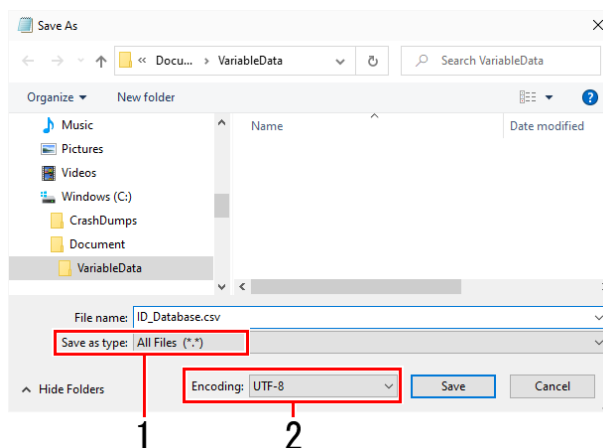 Save As
« Docu... › VariableData
Search VariableData
Organize
New folder
?
Music
Pictures
Videos
Windows (C:)
CrashDumps
Document
VariableData
Name
Date modified
File name: ID_Database.csv
Save as type: All Files (*.*)
Hide Folders
Encoding: UTF-8
Save
Cancel
1
2